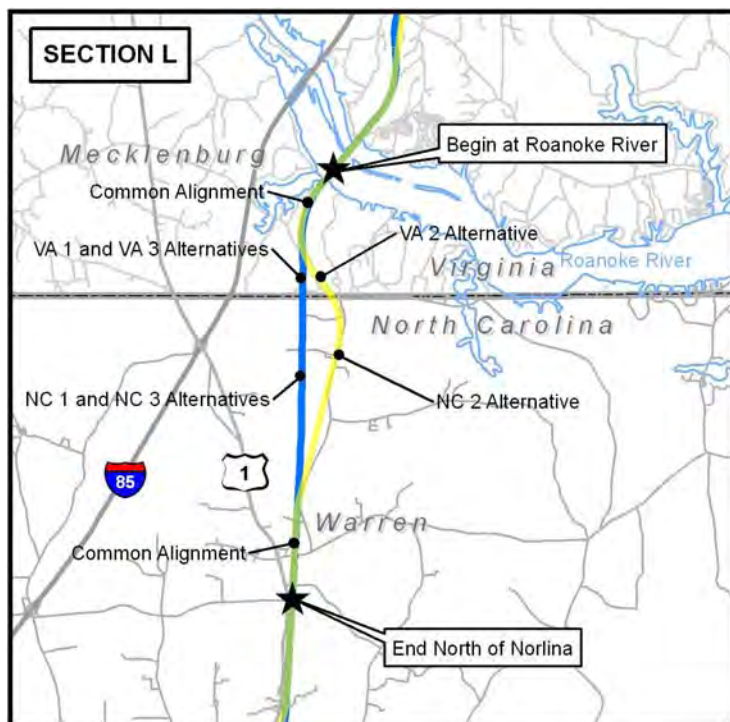 SECTION L
Begin at Roanoke River
Mecklenburg
Common Alignment
VA 1 and VA 3 Alternatives
VA 2 Alternative
Virginia
Roanoke River
North Carolina
NC 1 and NC 3 Alternatives
NC 2 Alternative
85
1
Warren
Common Alignment
End North of Norlina